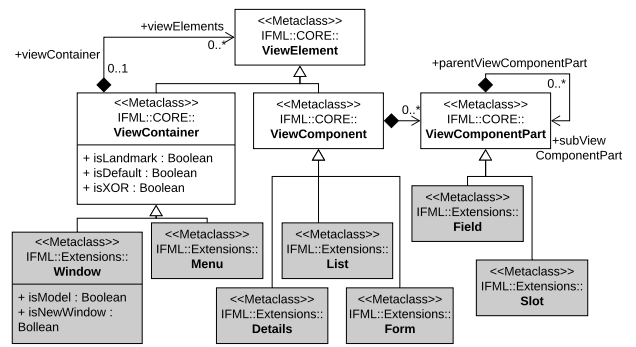 +viewElements
0..*
<<Metaclass>>
IFML::CORE::
ViewElement
+viewContainer
0..1
+parentViewComponentPart
0..*
<<Metaclass>>
IFML::CORE::
ViewContainer
+ isLandmark : Boolean
+ isDefault : Boolean
+ isXOR : Boolean
<<Metaclass>>
IFML::CORE::
ViewComponent
0..*
<<Metaclass>>
IFML::CORE::
ViewComponentPart
+subView
ComponentPart
<<Metaclass>>
IFML::Extensions::
Window
+ isModel : Boolean
+ isNewWindow :
Bollean
<<Metaclass>>
IFML::Extensions::
Menu
<<Metaclass>>
IFML::Extensions::
List
<<Metaclass>>
IFML::Extensions::
Field
<<Metaclass>>
IFML::Extensions::
Details
<<Metaclass>>
IFML::Extensions::
Form
<<Metaclass>>
IFML::Extensions::
Slot